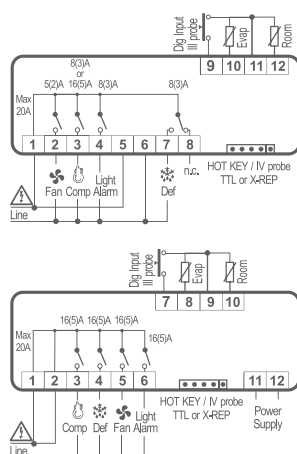 Dig Input
III probe
Evap
Room
9 10 11 12
8(3)A
or
5(2)A 16(5)A 8(3)A 8(3)A
Max
20A
1 2 3 4 5 6 7 8
HOT KEY / IV probe
TTL or X-REP
Fan Comp Light
Alarm
Def
n.c.
Line
Dig Input
III probe
Evap
Room
7 8 9 10
16(5)A 16(5)A 16(5)A
16(5)A
Max
20A
1 2 3 4 5 6 11 12
HOT KEY / IV probe
TTL or X-REP
Power
Supply
Comp Def Fan Light
Alarm
Line